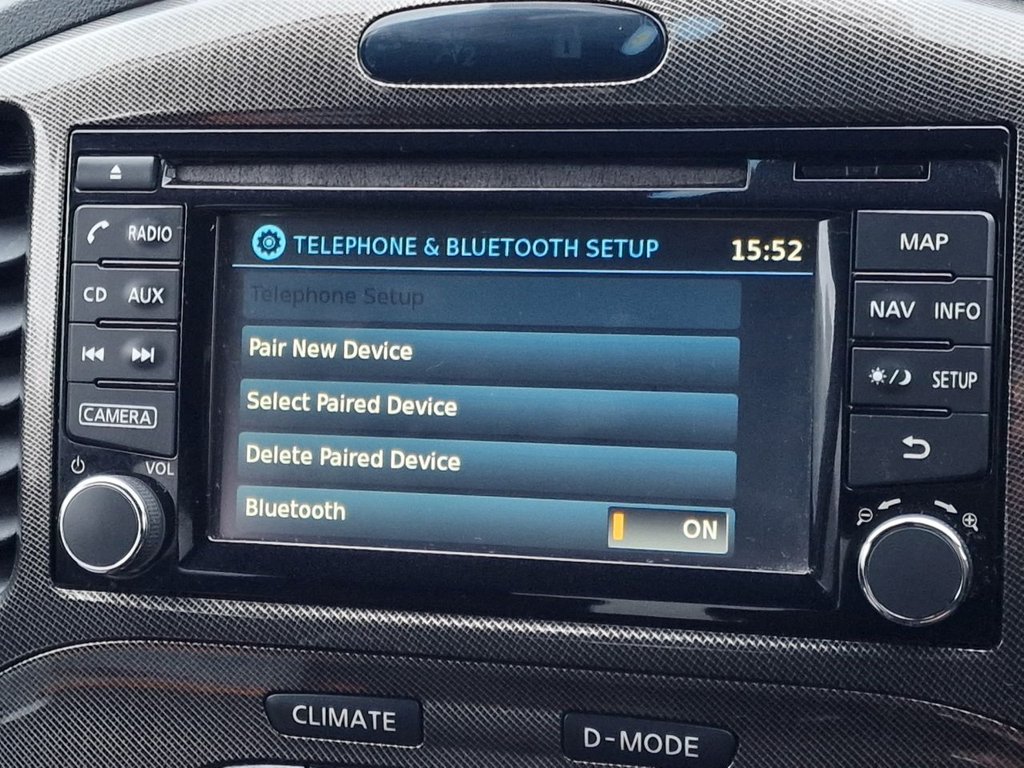 RADIO
CD AUX
CAMERA
VOL
TELEPHONE & BLUETOOTH SETUP 15:52
Telephone Setup
Pair New Device
Select Paired Device
Delete Paired Device
Bluetooth ON
MAP
NAV INFO
SETUP
CLIMATE
D-MODE